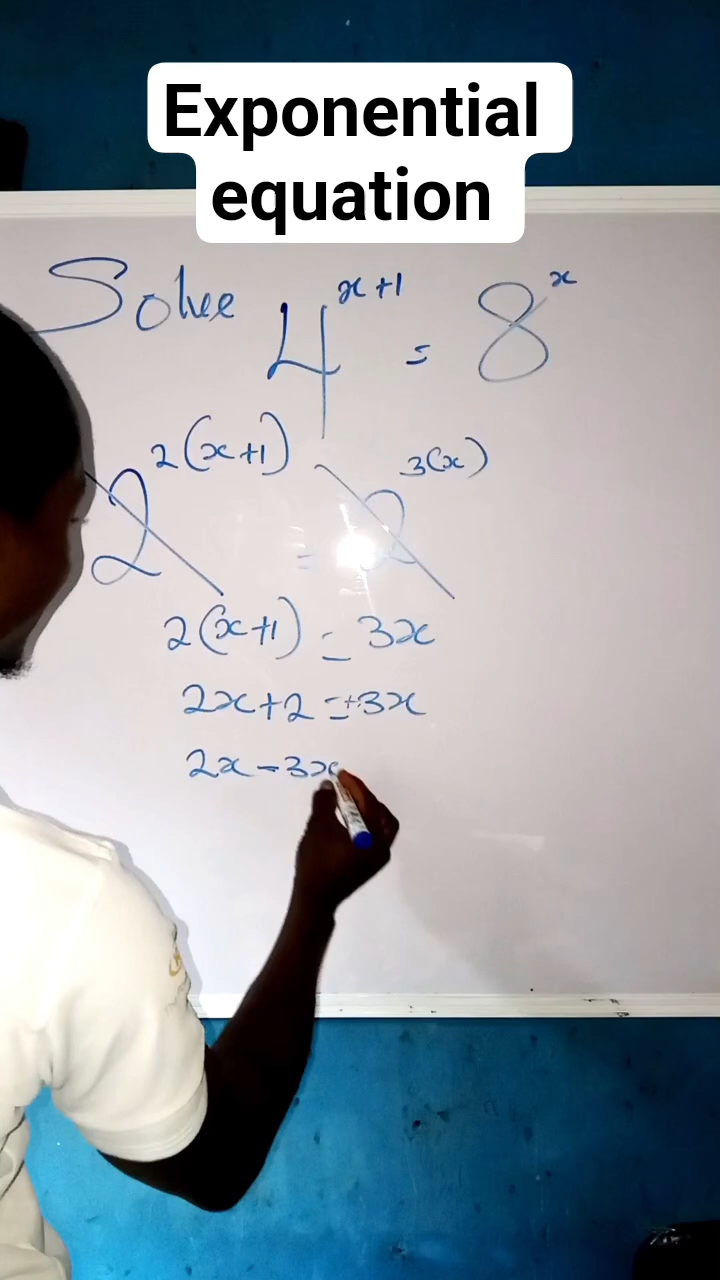 Exponential
equation
Solve 4^{x+1} = 8^x
2^{2(x+1)} = 2^{3(x)}
2(x+1) = 3x
2x+2 = +3x
2x-3x